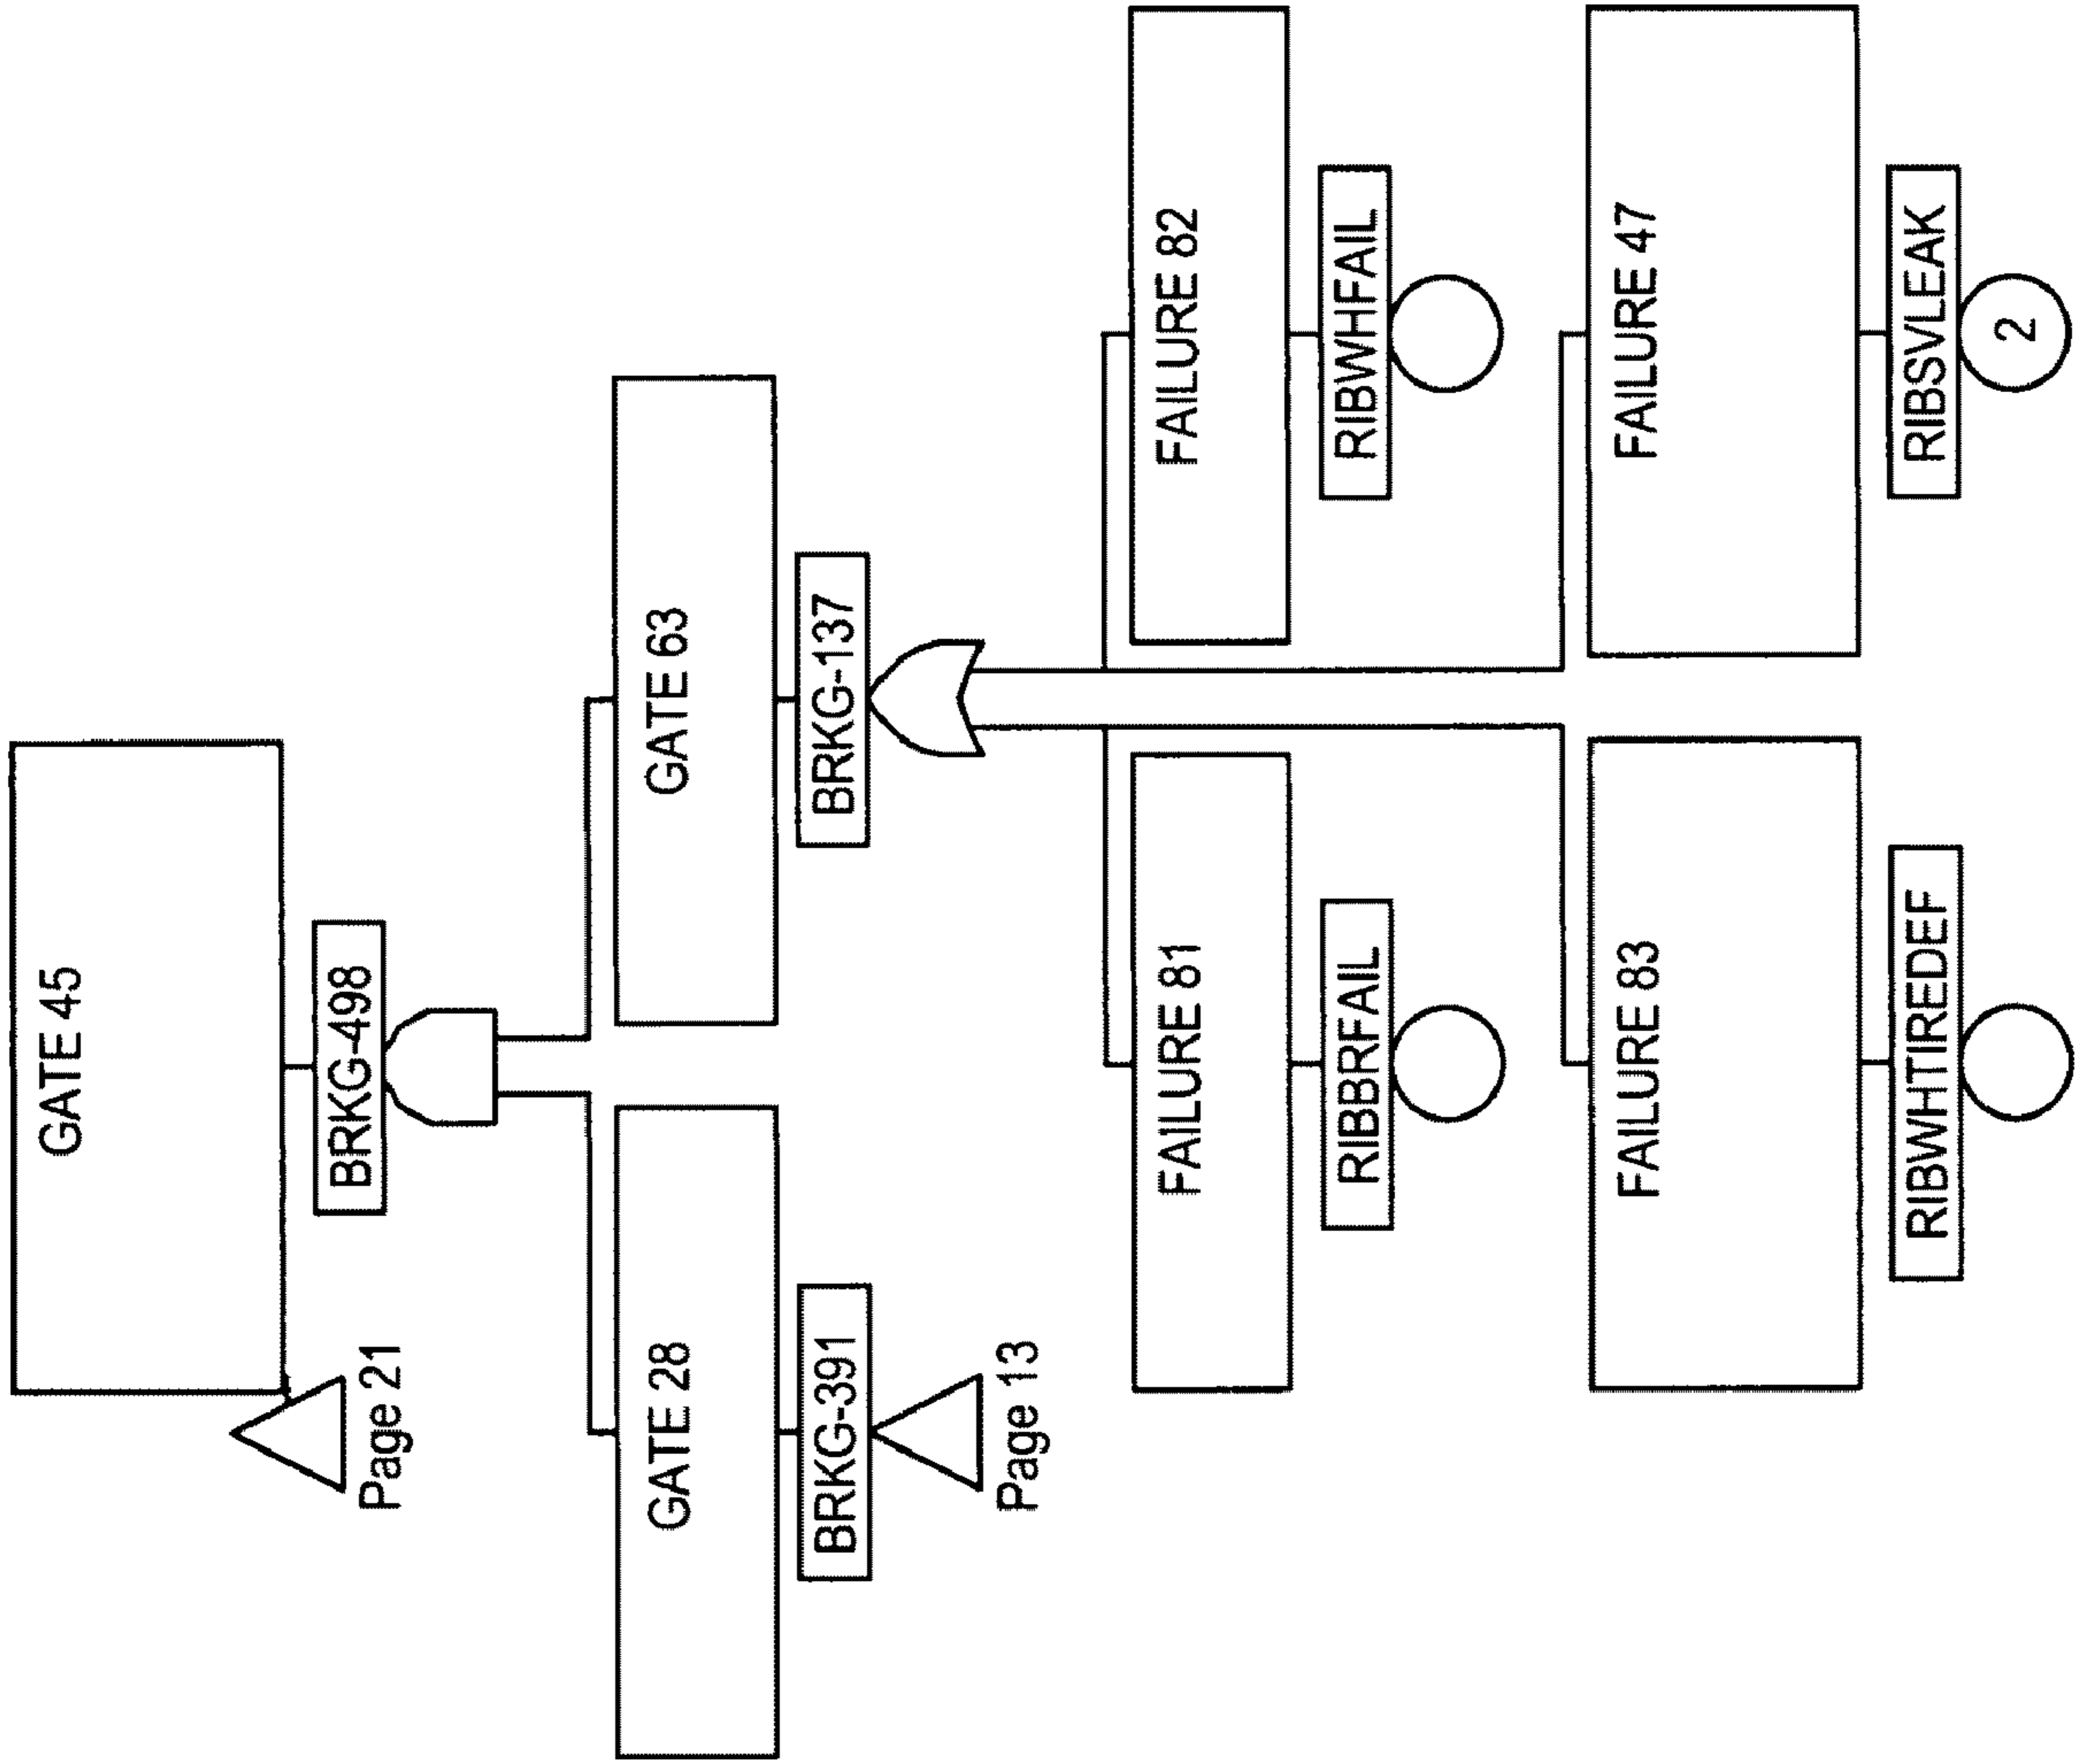 GATE 45
BRKG-498
Page 21
GATE 28
BRKG-391
Page 13
GATE 63
BRKG-137
FAILURE 81
RIBBRFAIL
FAILURE 82
RIBWHFAIL
FAILURE 83
RIBWHTIREDEF
FAILURE 47
RIBSVLEAK
2